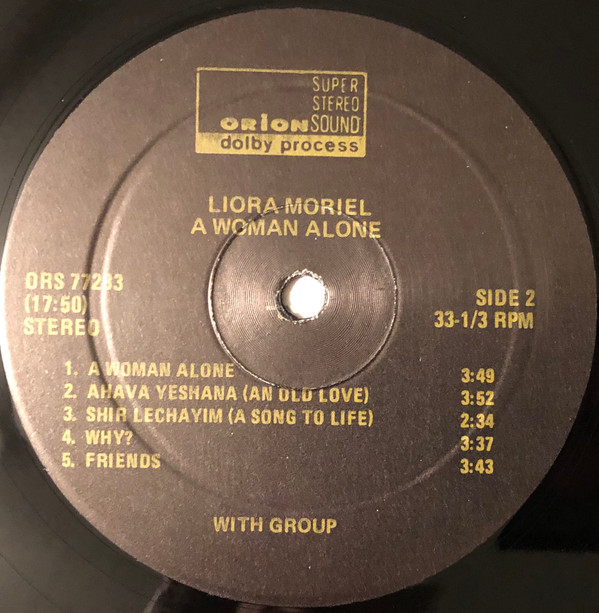 SUPER
STEREO
ORION SOUND
dolby process
LIORA MORIEL
A WOMAN ALONE
ORS 77283
(17:50)
STEREO
SIDE 2
33-1/3 RPM
1. A WOMAN ALONE 3:49
2. AHAVA YESHANA (AN OLD LOVE) 3:52
3. SHIR LECHAYIM (A SONG TO LIFE) 2:34
4. WHY? 3:37
5. FRIENDS 3:43
WITH GROUP